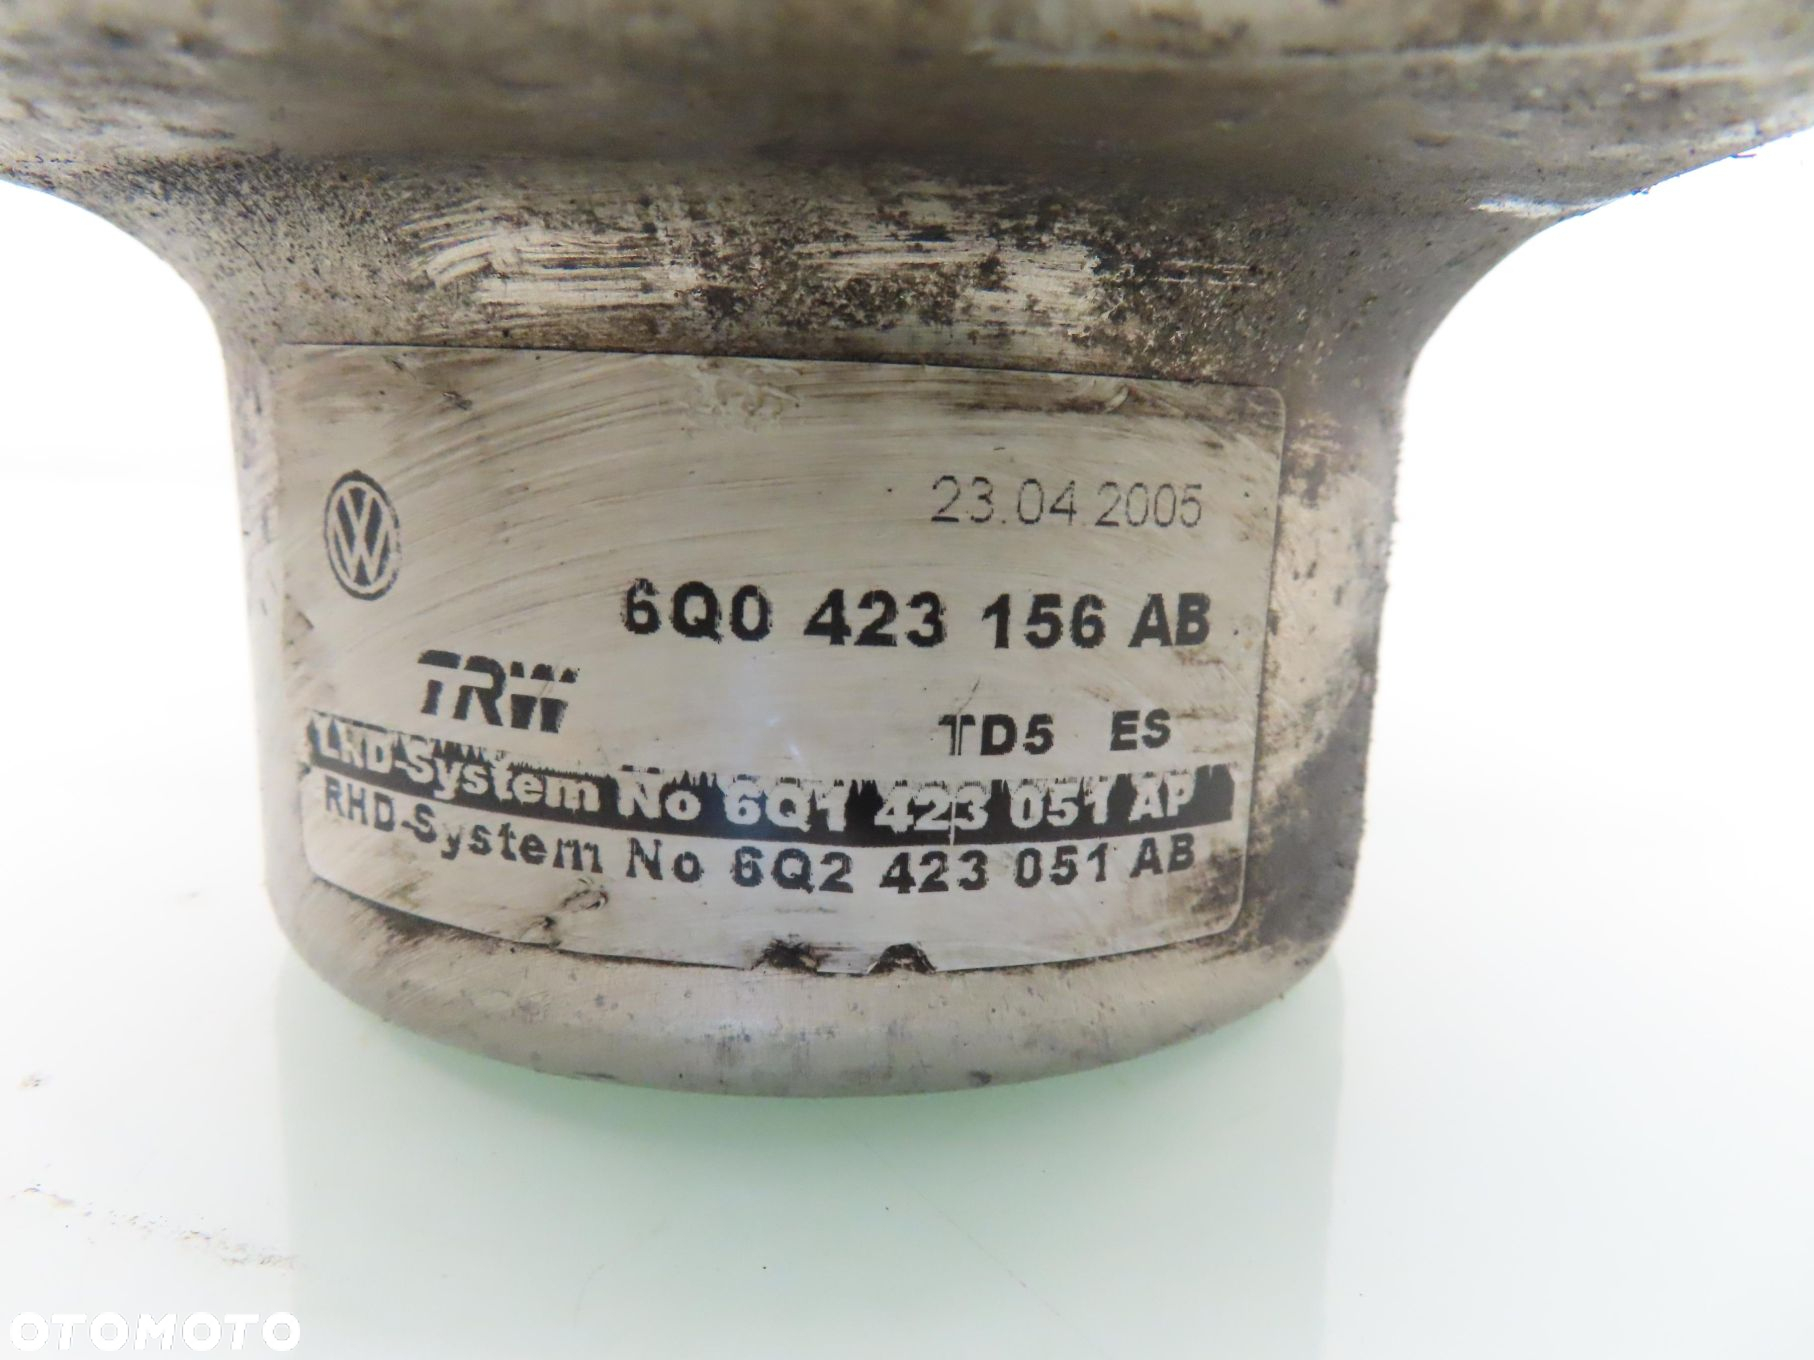 23.04.2005
6Q0 423 156 AB
TRW
TD5 ES
LHD-System No 6Q1 423 051 AP
RHD-System No 6Q2 423 051 AB
OTOMOTO